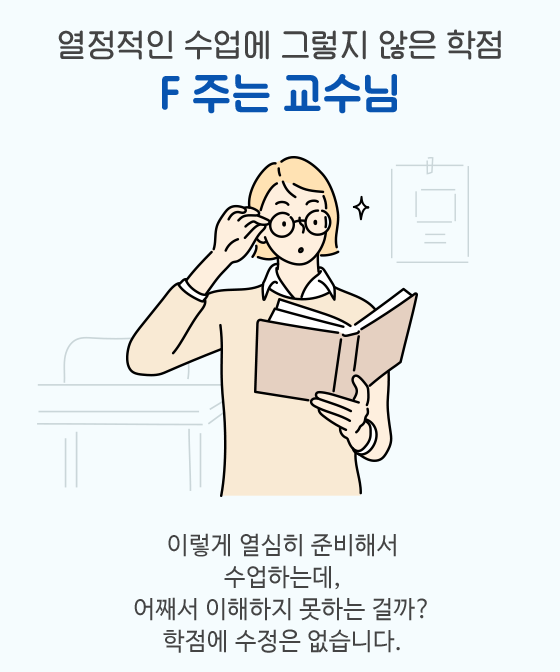 열정적인 수업에 그렇지 않은 학점
F 주는 교수님
이렇게 열심히 준비해서
수업하는데,
어째서 이해하지 못하는 걸까?
학점에 수정은 없습니다.